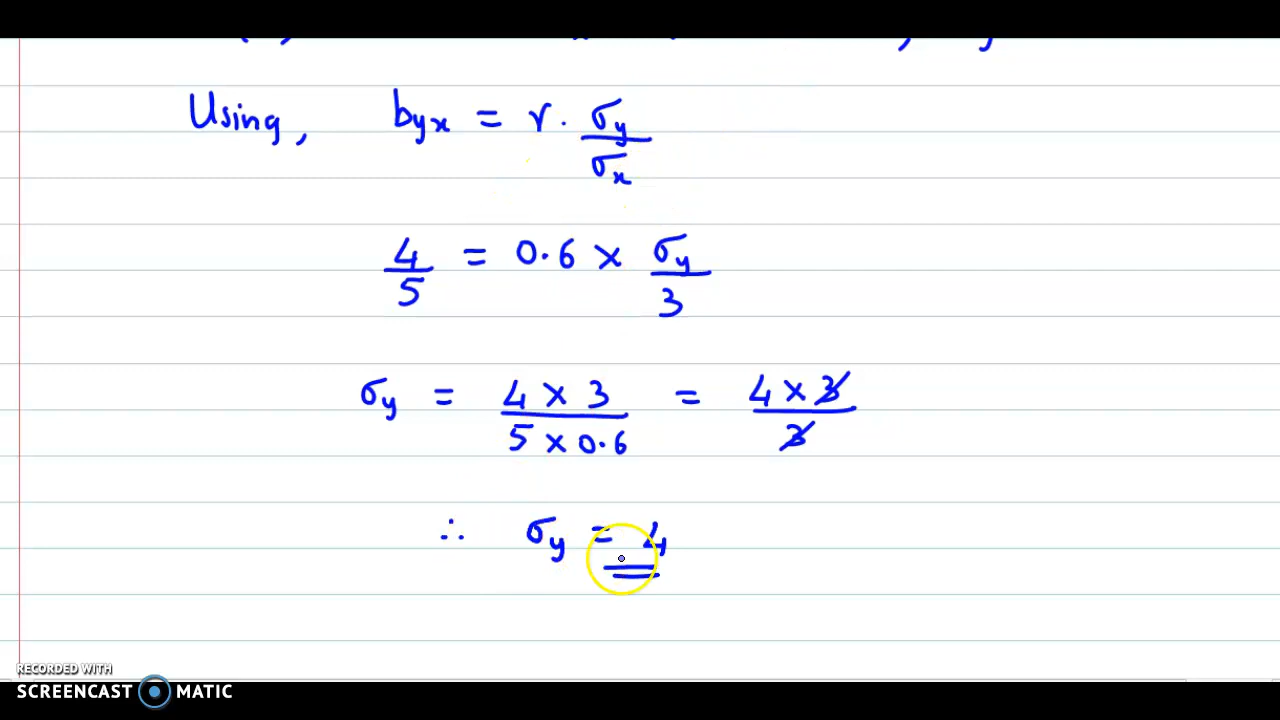 Using, byx = r . σy / σx
4/5 = 0.6 × σy / 3
σy = 4 × 3 / 5 × 0.6 = 4 × 3 / 3
∴ σy = 4
RECORDED WITH
SCREENCAST MATIC